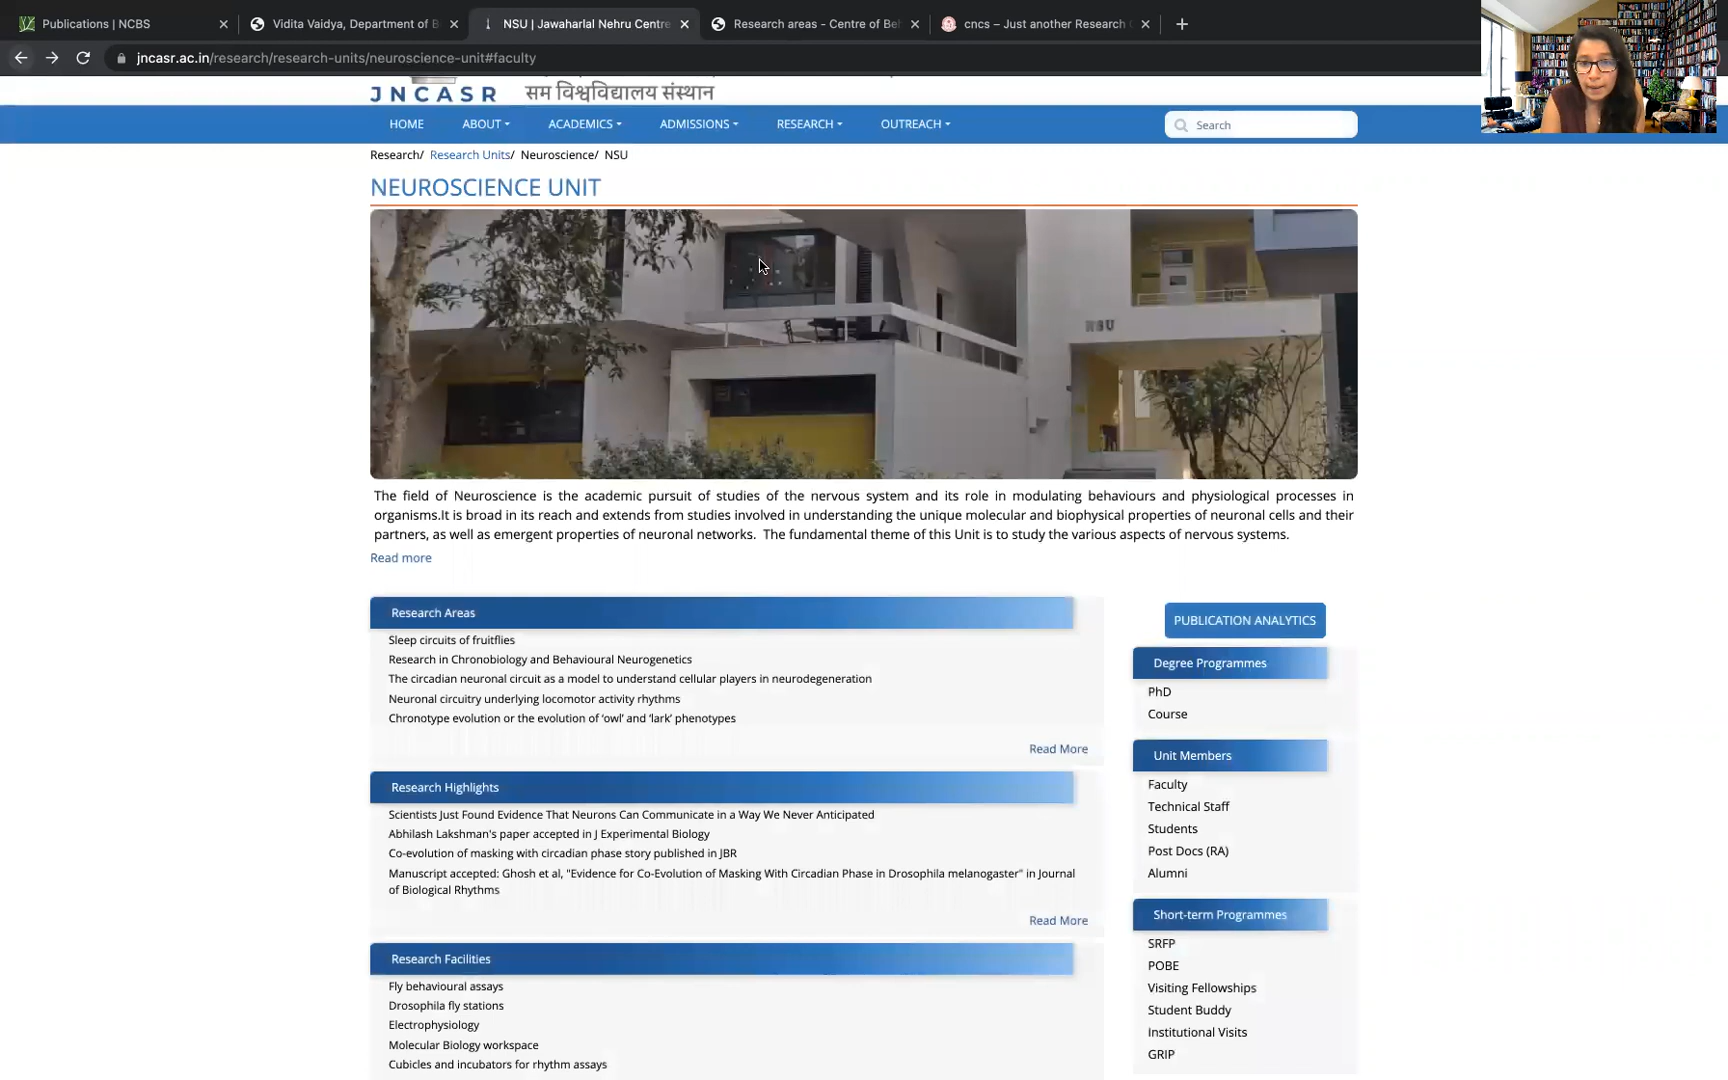 Publications | NCBS
Vidita Vaidya, Department of B
NSU | Jawaharlal Nehru Centre
Research areas - Centre of Beh
cncs – Just another Research
jncasr.ac.in/research/research-units/neuroscience-unit#faculty
JNCASR
सम विश्वविद्यालय संस्थान
HOME ABOUT ACADEMICS ADMISSIONS RESEARCH OUTREACH
Search
Research/ Research Units/ Neuroscience/ NSU
NEUROSCIENCE UNIT
NSU
The field of Neuroscience is the academic pursuit of studies of the nervous system and its role in modulating behaviours and physiological processes in
organisms.It is broad in its reach and extends from studies involved in understanding the unique molecular and biophysical properties of neuronal cells and their
partners, as well as emergent properties of neuronal networks. The fundamental theme of this Unit is to study the various aspects of nervous systems.
Read more
Research Areas
Sleep circuits of fruitflies
Research in Chronobiology and Behavioural Neurogenetics
The circadian neuronal circuit as a model to understand cellular players in neurodegeneration
Neuronal circuitry underlying locomotor activity rhythms
Chronotype evolution or the evolution of ‘owl’ and ‘lark’ phenotypes
Read More
Research Highlights
Scientists Just Found Evidence That Neurons Can Communicate in a Way We Never Anticipated
Abhilash Lakshman's paper accepted in J Experimental Biology
Co-evolution of masking with circadian phase story published in JBR
Manuscript accepted: Ghosh et al, "Evidence for Co-Evolution of Masking With Circadian Phase in Drosophila melanogaster" in Journal
of Biological Rhythms
Read More
Research Facilities
Fly behavioural assays
Drosophila fly stations
Electrophysiology
Molecular Biology workspace
Cubicles and incubators for rhythm assays
PUBLICATION ANALYTICS
Degree Programmes
PhD
Course
Unit Members
Faculty
Technical Staff
Students
Post Docs (RA)
Alumni
Short-term Programmes
SRFP
POBE
Visiting Fellowships
Student Buddy
Institutional Visits
GRIP